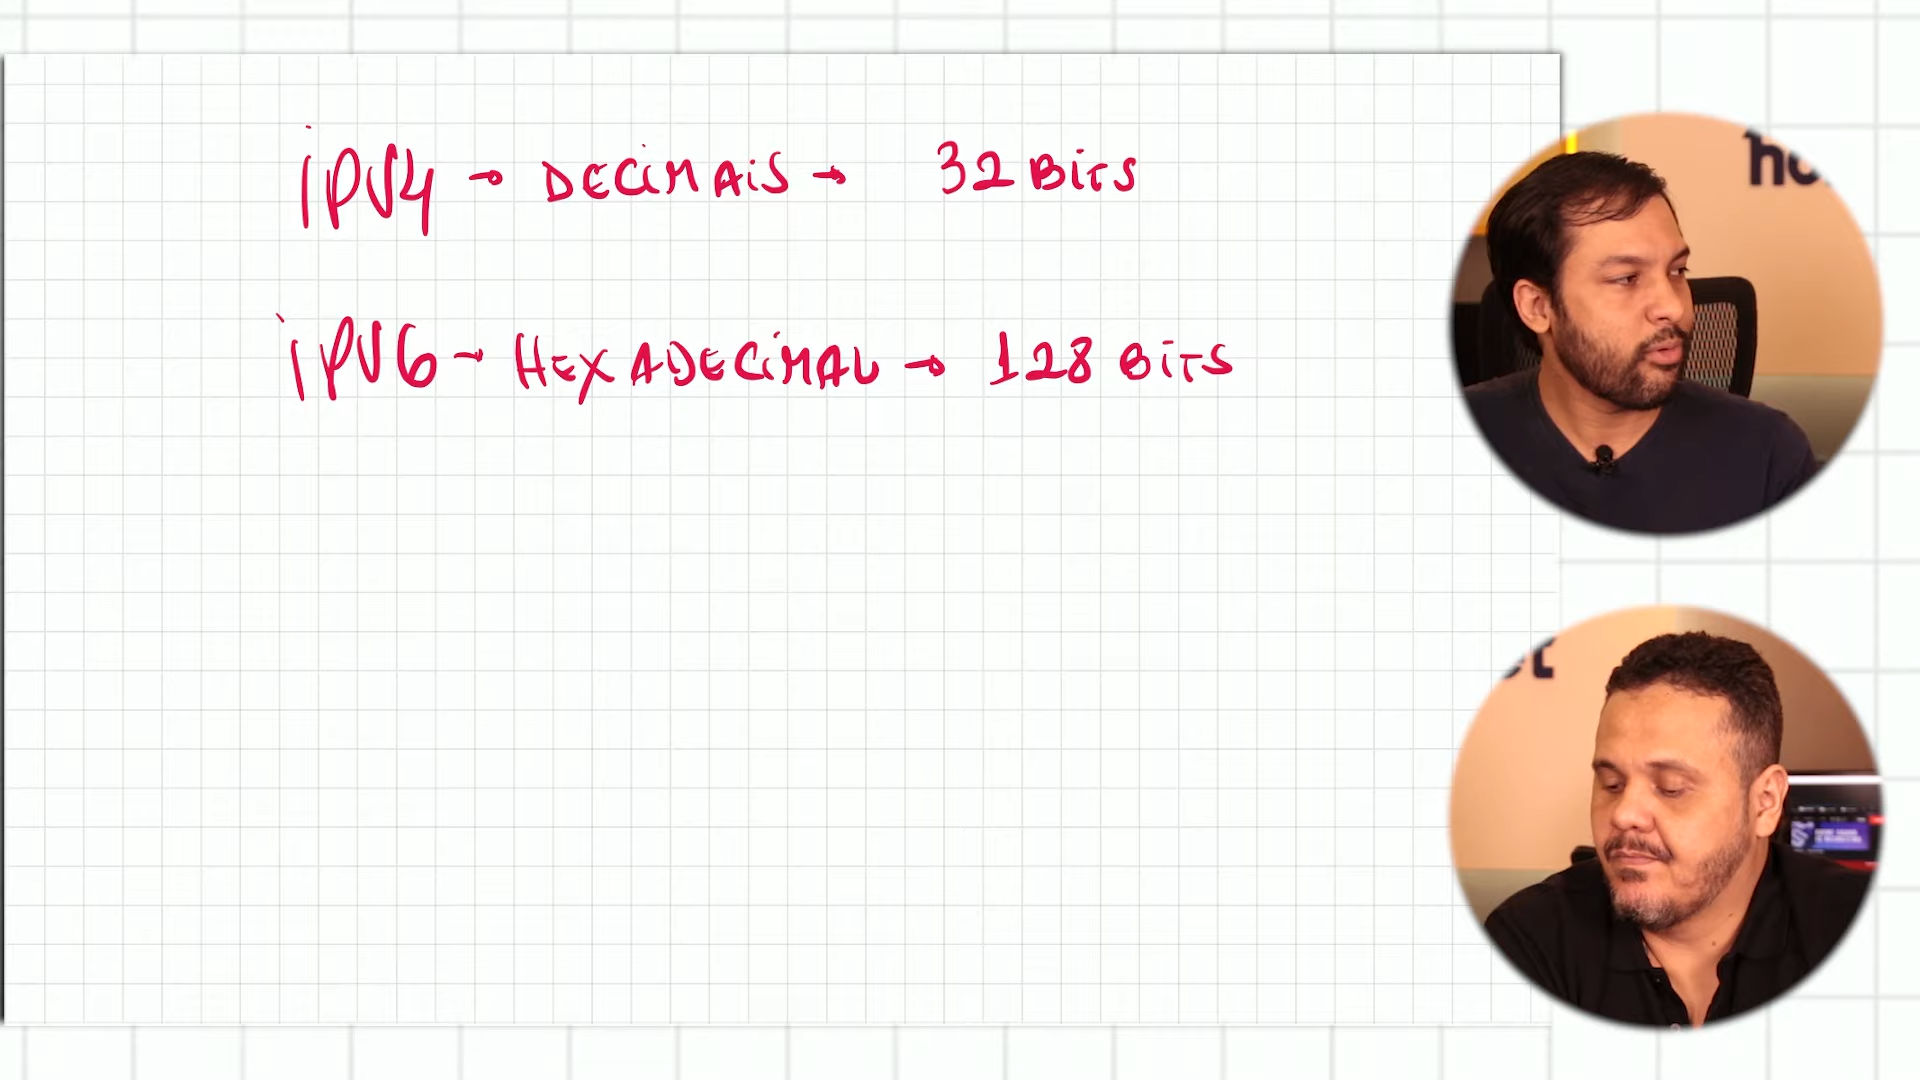 iPV4 → DECiMAiS → 32 BiTS
iPV6 → HEXADECiMAL → 128 BiTS